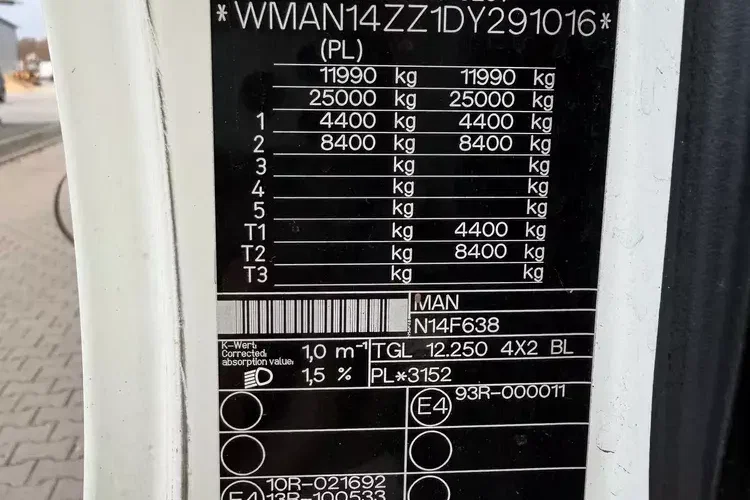 *WMAN14ZZ1DY291016*
(PL)
11990 kg 11990 kg
25000 kg 25000 kg
1 4400 kg 4400 kg
2 8400 kg 8400 kg
3 kg kg
4 kg kg
5 kg kg
T1 kg 4400 kg
T2 kg 8400 kg
T3 kg kg
MAN
N14F638
K-Wert:
Corrected
absorption value:
1,0 m-1
TGL 12.250 4X2 BL
1,5 %
PL*3152
E4 93R-000011
10R-021692
E4 13R-100533